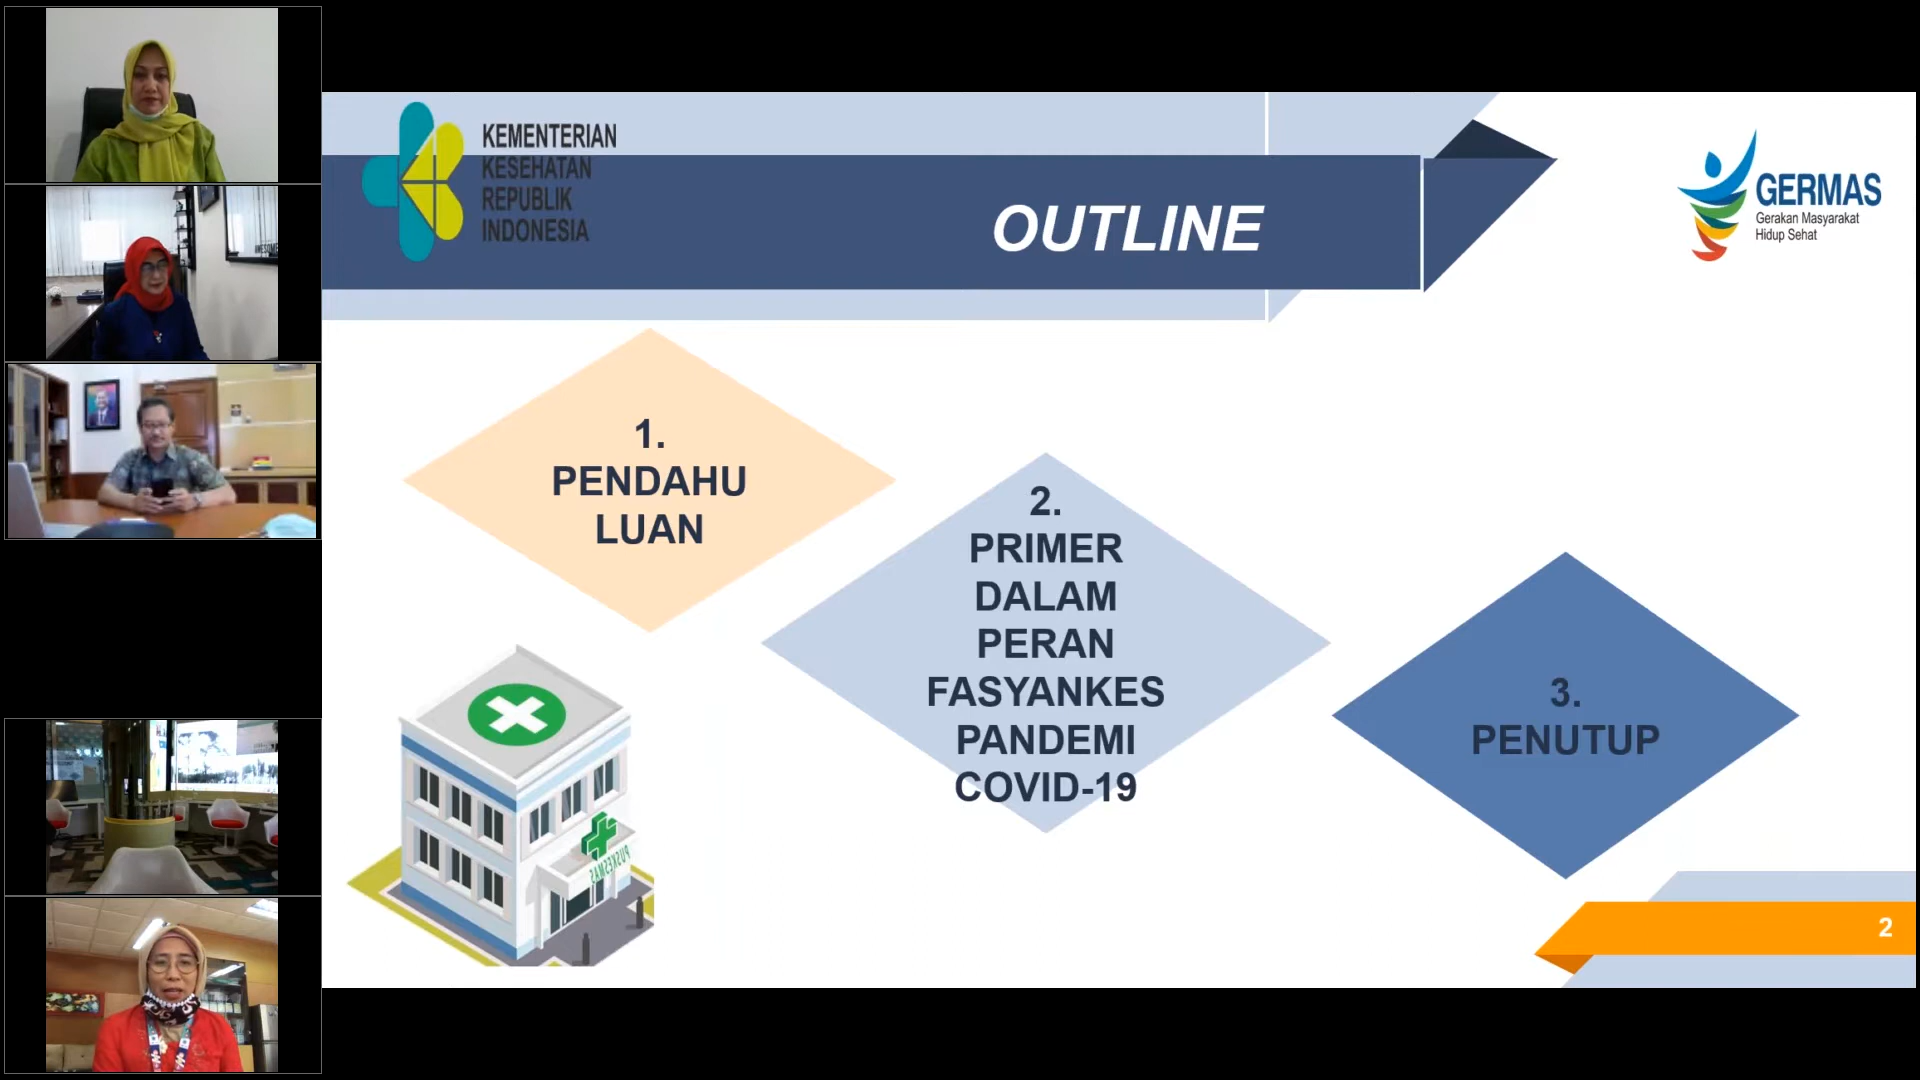 KEMENTERIAN
KESEHATAN
REPUBLIK
INDONESIA
OUTLINE
GERMAS
Gerakan Masyarakat
Hidup Sehat
1.
PENDAHU
LUAN
2.
PRIMER
DALAM
PERAN
FASYANKES
PANDEMI
COVID-19
3.
PENUTUP
PUSKESMAS
2